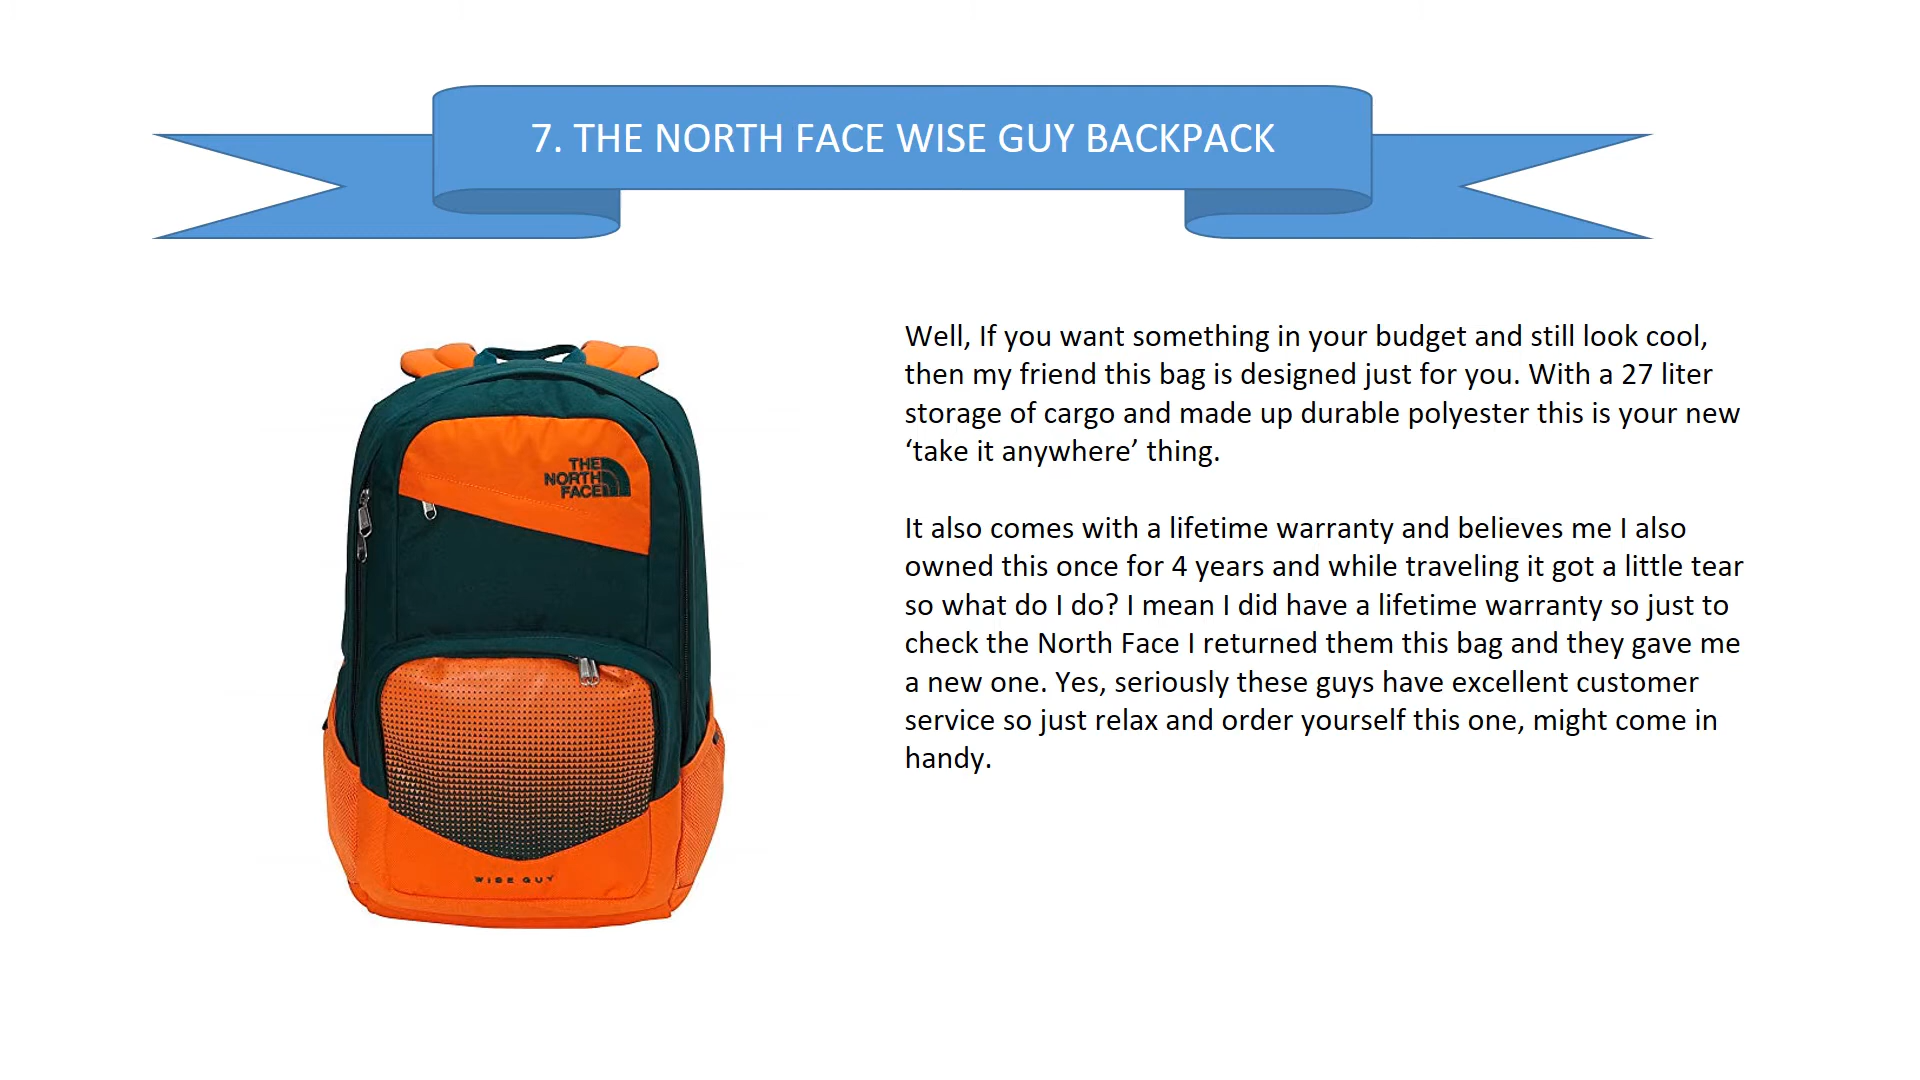 7. THE NORTH FACE WISE GUY BACKPACK
THE
NORTH
FACE
WISE GUY
Well, If you want something in your budget and still look cool,
then my friend this bag is designed just for you. With a 27 liter
storage of cargo and made up durable polyester this is your new
‘take it anywhere’ thing.
It also comes with a lifetime warranty and believes me I also
owned this once for 4 years and while traveling it got a little tear
so what do I do? I mean I did have a lifetime warranty so just to
check the North Face I returned them this bag and they gave me
a new one. Yes, seriously these guys have excellent customer
service so just relax and order yourself this one, might come in
handy.